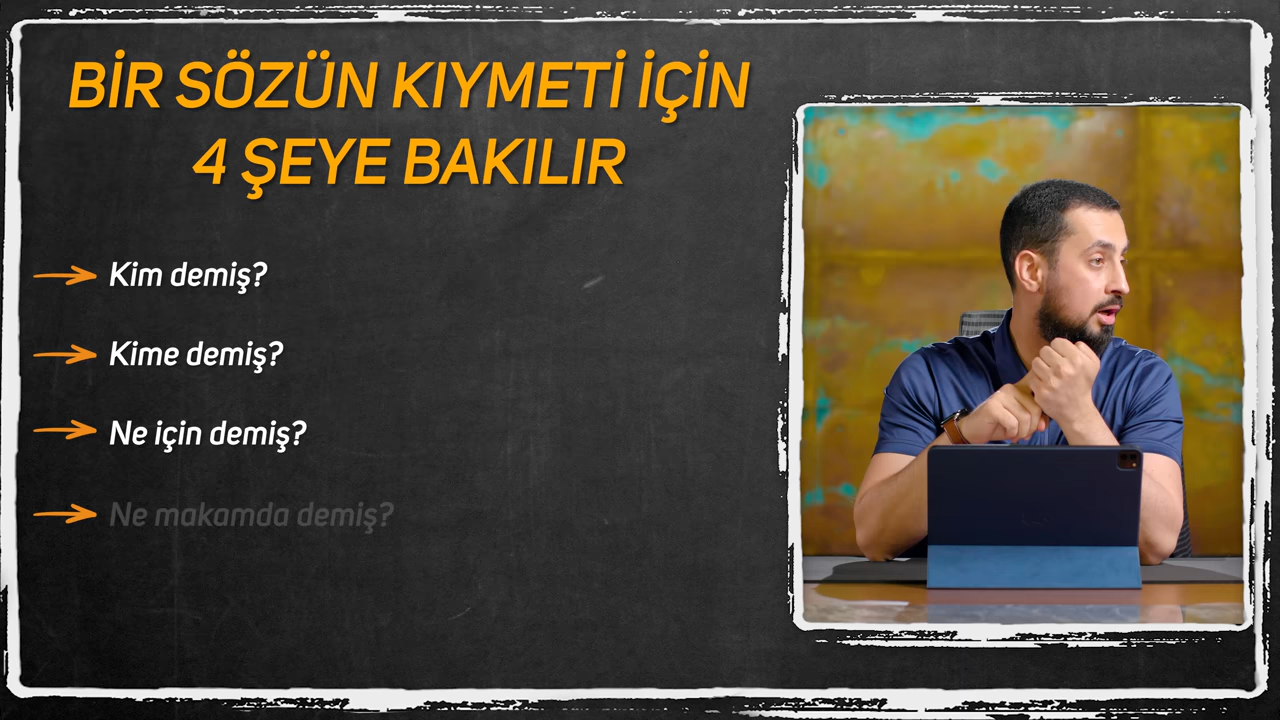 BİR SÖZÜN KIYMETİ İÇİN
4 ŞEYE BAKILIR
Kim demiş?
Kime demiş?
Ne için demiş?
Ne makamda demiş?